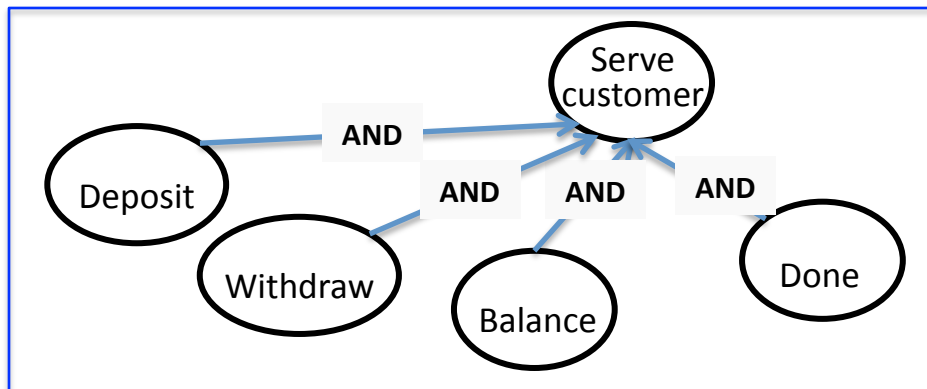 Serve
customer
AND
Deposit
AND
AND
AND
Withdraw
Balance
Done